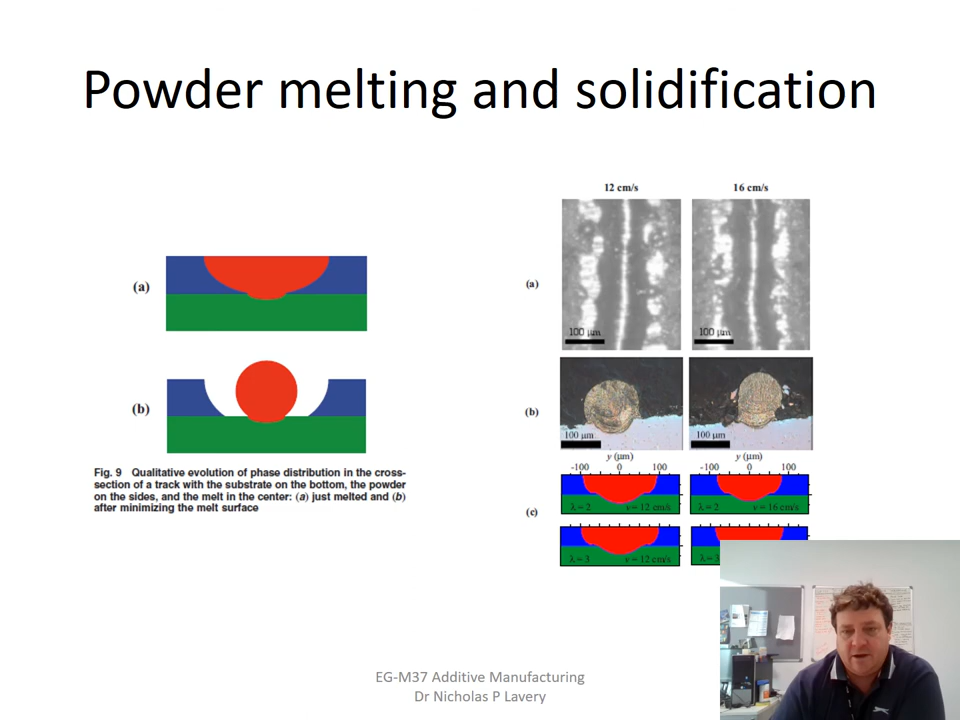 Powder melting and solidification
(a)
(b)
Fig. 9 Qualitative evolution of phase distribution in the cross-
section of a track with the substrate on the bottom, the powder
on the sides, and the melt in the center: (a) just melted and (b)
after minimizing the melt surface
12 cm/s 16 cm/s
(a)
100 μm 100 μm
(b)
100 μm 100 μm
y (μm) y (μm)
-100 0 100 -100 0 100
(c)
λ = 2 v = 12 cm/s λ = 2 v = 16 cm/s
λ = 3 v = 12 cm/s λ = 3
EG-M37 Additive Manufacturing
Dr Nicholas P Lavery